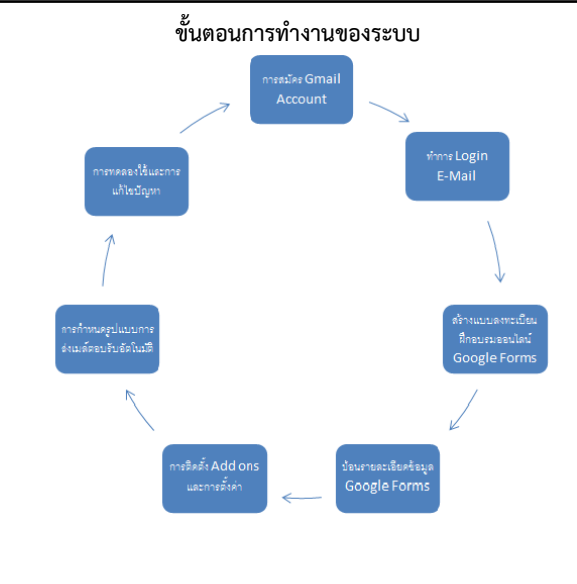 ขั้นตอนการทำงานของระบบ
การสมัคร Gmail
Account
ทำการ Login
E-Mail
สร้างแบบลงทะเบียน
ฝึกอบรมออนไลน์
Google Forms
ป้อนรายละเอียดข้อมูล
Google Forms
การติดตั้ง Add ons
และการตั้งค่า
การกำหนดรูปแบบการ
ส่งเมล์ตอบรับอัตโนมัติ
การทดลองใช้และการ
แก้ไขปัญหา